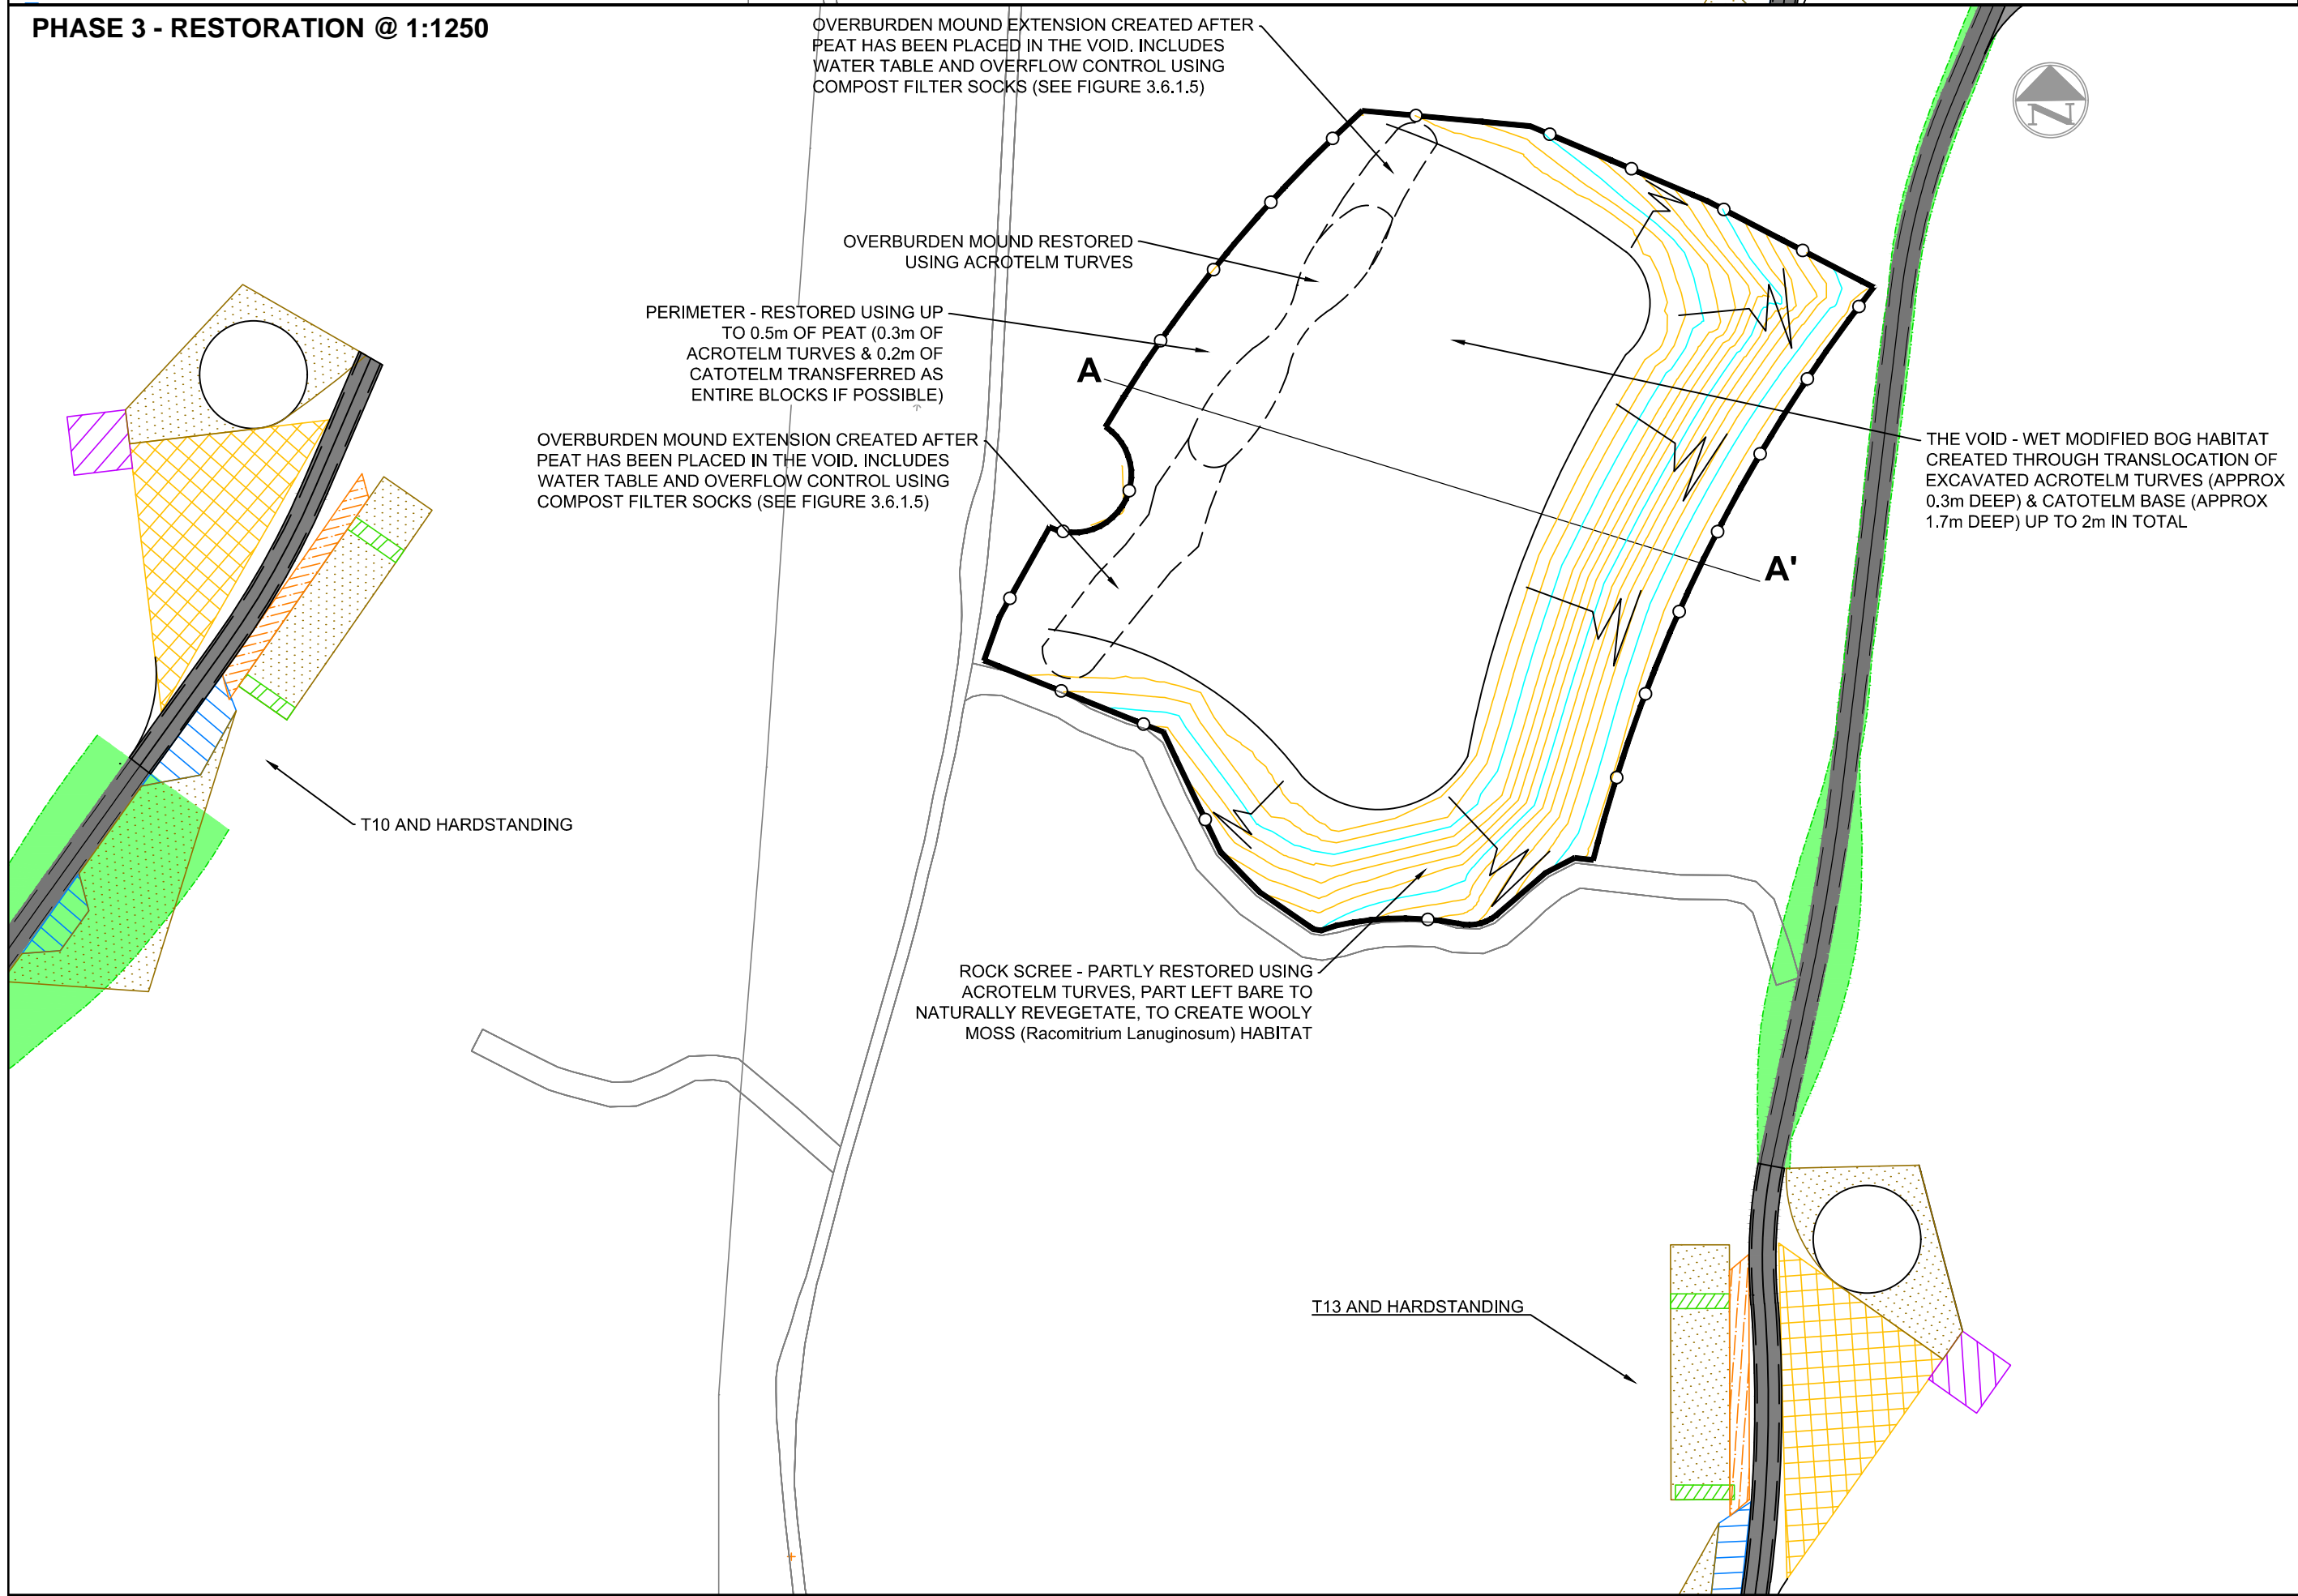 PHASE 3 - RESTORATION @ 1:1250
OVERBURDEN MOUND EXTENSION CREATED AFTER
PEAT HAS BEEN PLACED IN THE VOID. INCLUDES
WATER TABLE AND OVERFLOW CONTROL USING
COMPOST FILTER SOCKS (SEE FIGURE 3.6.1.5)
N
OVERBURDEN MOUND RESTORED
USING ACROTELM TURVES
PERIMETER - RESTORED USING UP
TO 0.5m OF PEAT (0.3m OF
ACROTELM TURVES & 0.2m OF
CATOTELM TRANSFERRED AS
ENTIRE BLOCKS IF POSSIBLE)
A
OVERBURDEN MOUND EXTENSION CREATED AFTER
PEAT HAS BEEN PLACED IN THE VOID. INCLUDES
WATER TABLE AND OVERFLOW CONTROL USING
COMPOST FILTER SOCKS (SEE FIGURE 3.6.1.5)
THE VOID - WET MODIFIED BOG HABITAT
CREATED THROUGH TRANSLOCATION OF
EXCAVATED ACROTELM TURVES (APPROX
0.3m DEEP) & CATOTELM BASE (APPROX
1.7m DEEP) UP TO 2m IN TOTAL
A'
T10 AND HARDSTANDING
ROCK SCREE - PARTLY RESTORED USING
ACROTELM TURVES, PART LEFT BARE TO
NATURALLY REVEGETATE, TO CREATE WOOLY
MOSS (Racomitrium Lanuginosum) HABITAT
T13 AND HARDSTANDING